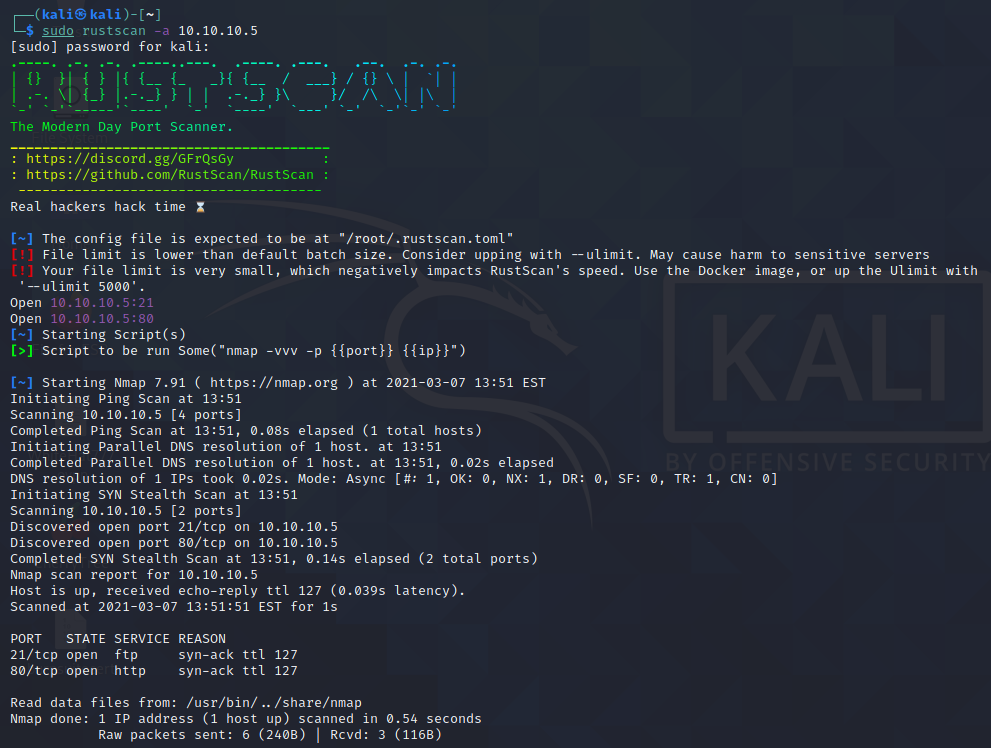 ┌──(kali㉿kali)-[~]
└─$ sudo rustscan -a 10.10.10.5
[sudo] password for kali:
.----. .-. .-. .----..---.  .----. .---.   .--.  .-. .-.
| {}  }| { } |{ {__ {_   _}{ {__  /  ___} / {} \ |  `| |
| .-. \| {_} |.-._} } | |  .-._} }\     }/  /\  \| |\  |
`-' `-'`-----'`----'  `-'  `----'  `---' `-'  `-'`-' `-'
The Modern Day Port Scanner.
________________________________________
: https://discord.gg/GFrQsGy           :
: https://github.com/RustScan/RustScan :
 --------------------------------------
Real hackers hack time ⌛
[~] The config file is expected to be at "/root/.rustscan.toml"
[!] File limit is lower than default batch size. Consider upping with --ulimit. May cause harm to sensitive servers
[!] Your file limit is very small, which negatively impacts RustScan's speed. Use the Docker image, or up the Ulimit with
 '--ulimit 5000'.
Open 10.10.10.5:21
Open 10.10.10.5:80
[~] Starting Script(s)
[>] Script to be run Some("nmap -vvv -p {{port}} {{ip}}")
[~] Starting Nmap 7.91 ( https://nmap.org ) at 2021-03-07 13:51 EST
Initiating Ping Scan at 13:51
Scanning 10.10.10.5 [4 ports]
Completed Ping Scan at 13:51, 0.08s elapsed (1 total hosts)
Initiating Parallel DNS resolution of 1 host. at 13:51
Completed Parallel DNS resolution of 1 host. at 13:51, 0.02s elapsed
DNS resolution of 1 IPs took 0.02s. Mode: Async [#: 1, OK: 0, NX: 1, DR: 0, SF: 0, TR: 1, CN: 0]
Initiating SYN Stealth Scan at 13:51
Scanning 10.10.10.5 [2 ports]
Discovered open port 21/tcp on 10.10.10.5
Discovered open port 80/tcp on 10.10.10.5
Completed SYN Stealth Scan at 13:51, 0.14s elapsed (2 total ports)
Nmap scan report for 10.10.10.5
Host is up, received echo-reply ttl 127 (0.039s latency).
Scanned at 2021-03-07 13:51:51 EST for 1s
PORT   STATE SERVICE REASON
21/tcp open  ftp     syn-ack ttl 127
80/tcp open  http    syn-ack ttl 127
Read data files from: /usr/bin/../share/nmap
Nmap done: 1 IP address (1 host up) scanned in 0.54 seconds
           Raw packets sent: 6 (240B) | Rcvd: 3 (116B)
KALI
BY OFFENSIVE SECURITY